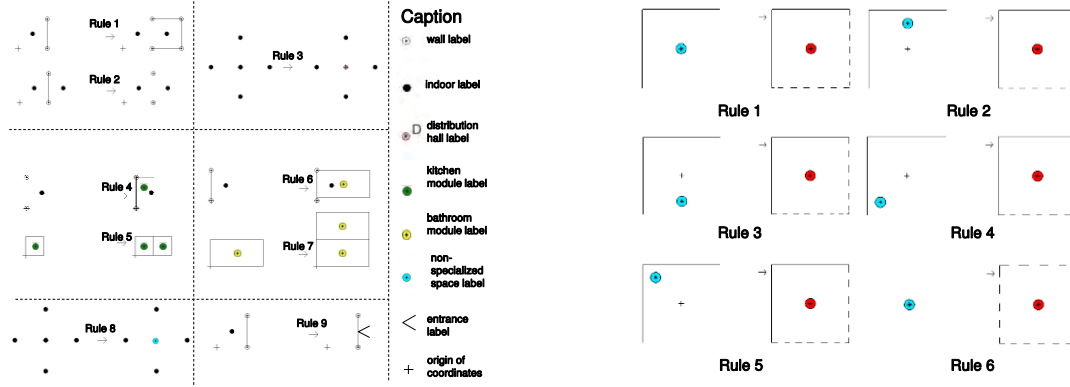 Rule 1
Rule 2
Rule 3
Rule 4
Rule 5
Rule 6
Rule 7
Rule 8
Rule 9
Caption
wall label
indoor label
D distribution
hall label
kitchen
module label
bathroom
module label
non-
specialized
space label
entrance
label
origin of
coordinates
Rule 1
Rule 2
Rule 3
Rule 4
Rule 5
Rule 6